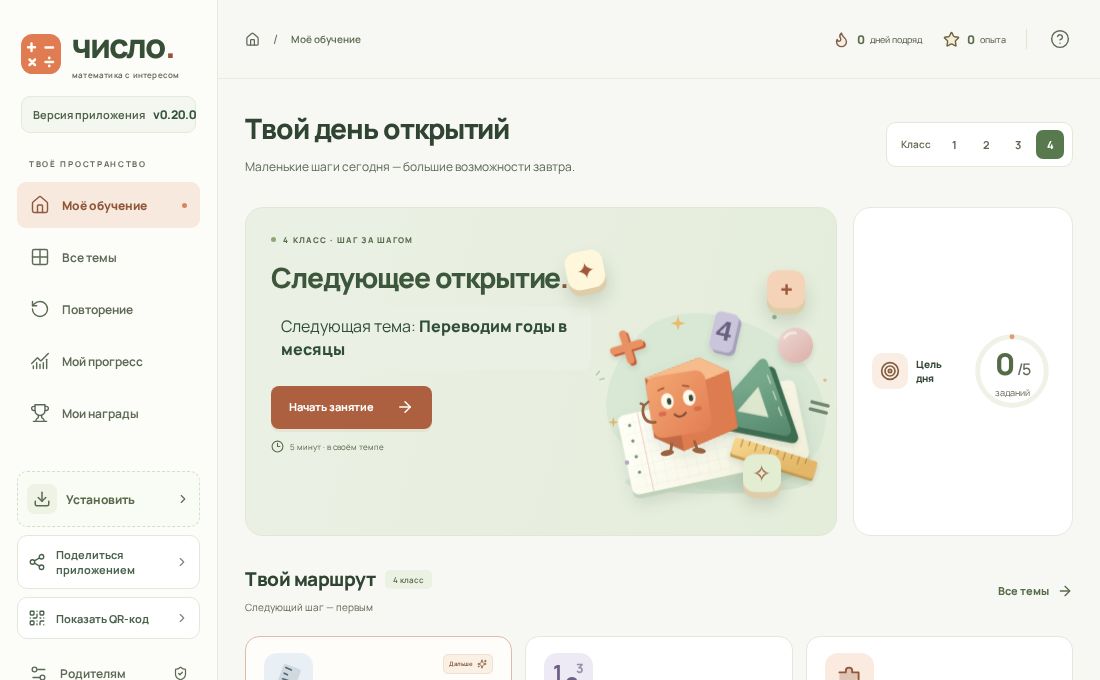 число.
математика с интересом
Версия приложения v0.20.0
ТВОЁ ПРОСТРАНСТВО
Моё обучение
Все темы
Повторение
Мой прогресс
Мои награды
Установить
Поделиться
приложением
Показать QR-код
Родителям
/ Моё обучение
0 дней подряд
0 опыта
Твой день открытий
Маленькие шаги сегодня — большие возможности завтра.
Класс 1 2 3 4
4 КЛАСС · ШАГ ЗА ШАГОМ
Следующее открытие.
Следующая тема: Переводим годы в
месяцы
Начать занятие
5 минут · в своём темпе
4
Цель
дня
0 /5
заданий
Твой маршрут
4 класс
Следующий шаг — первым
Все темы
Дальше
3